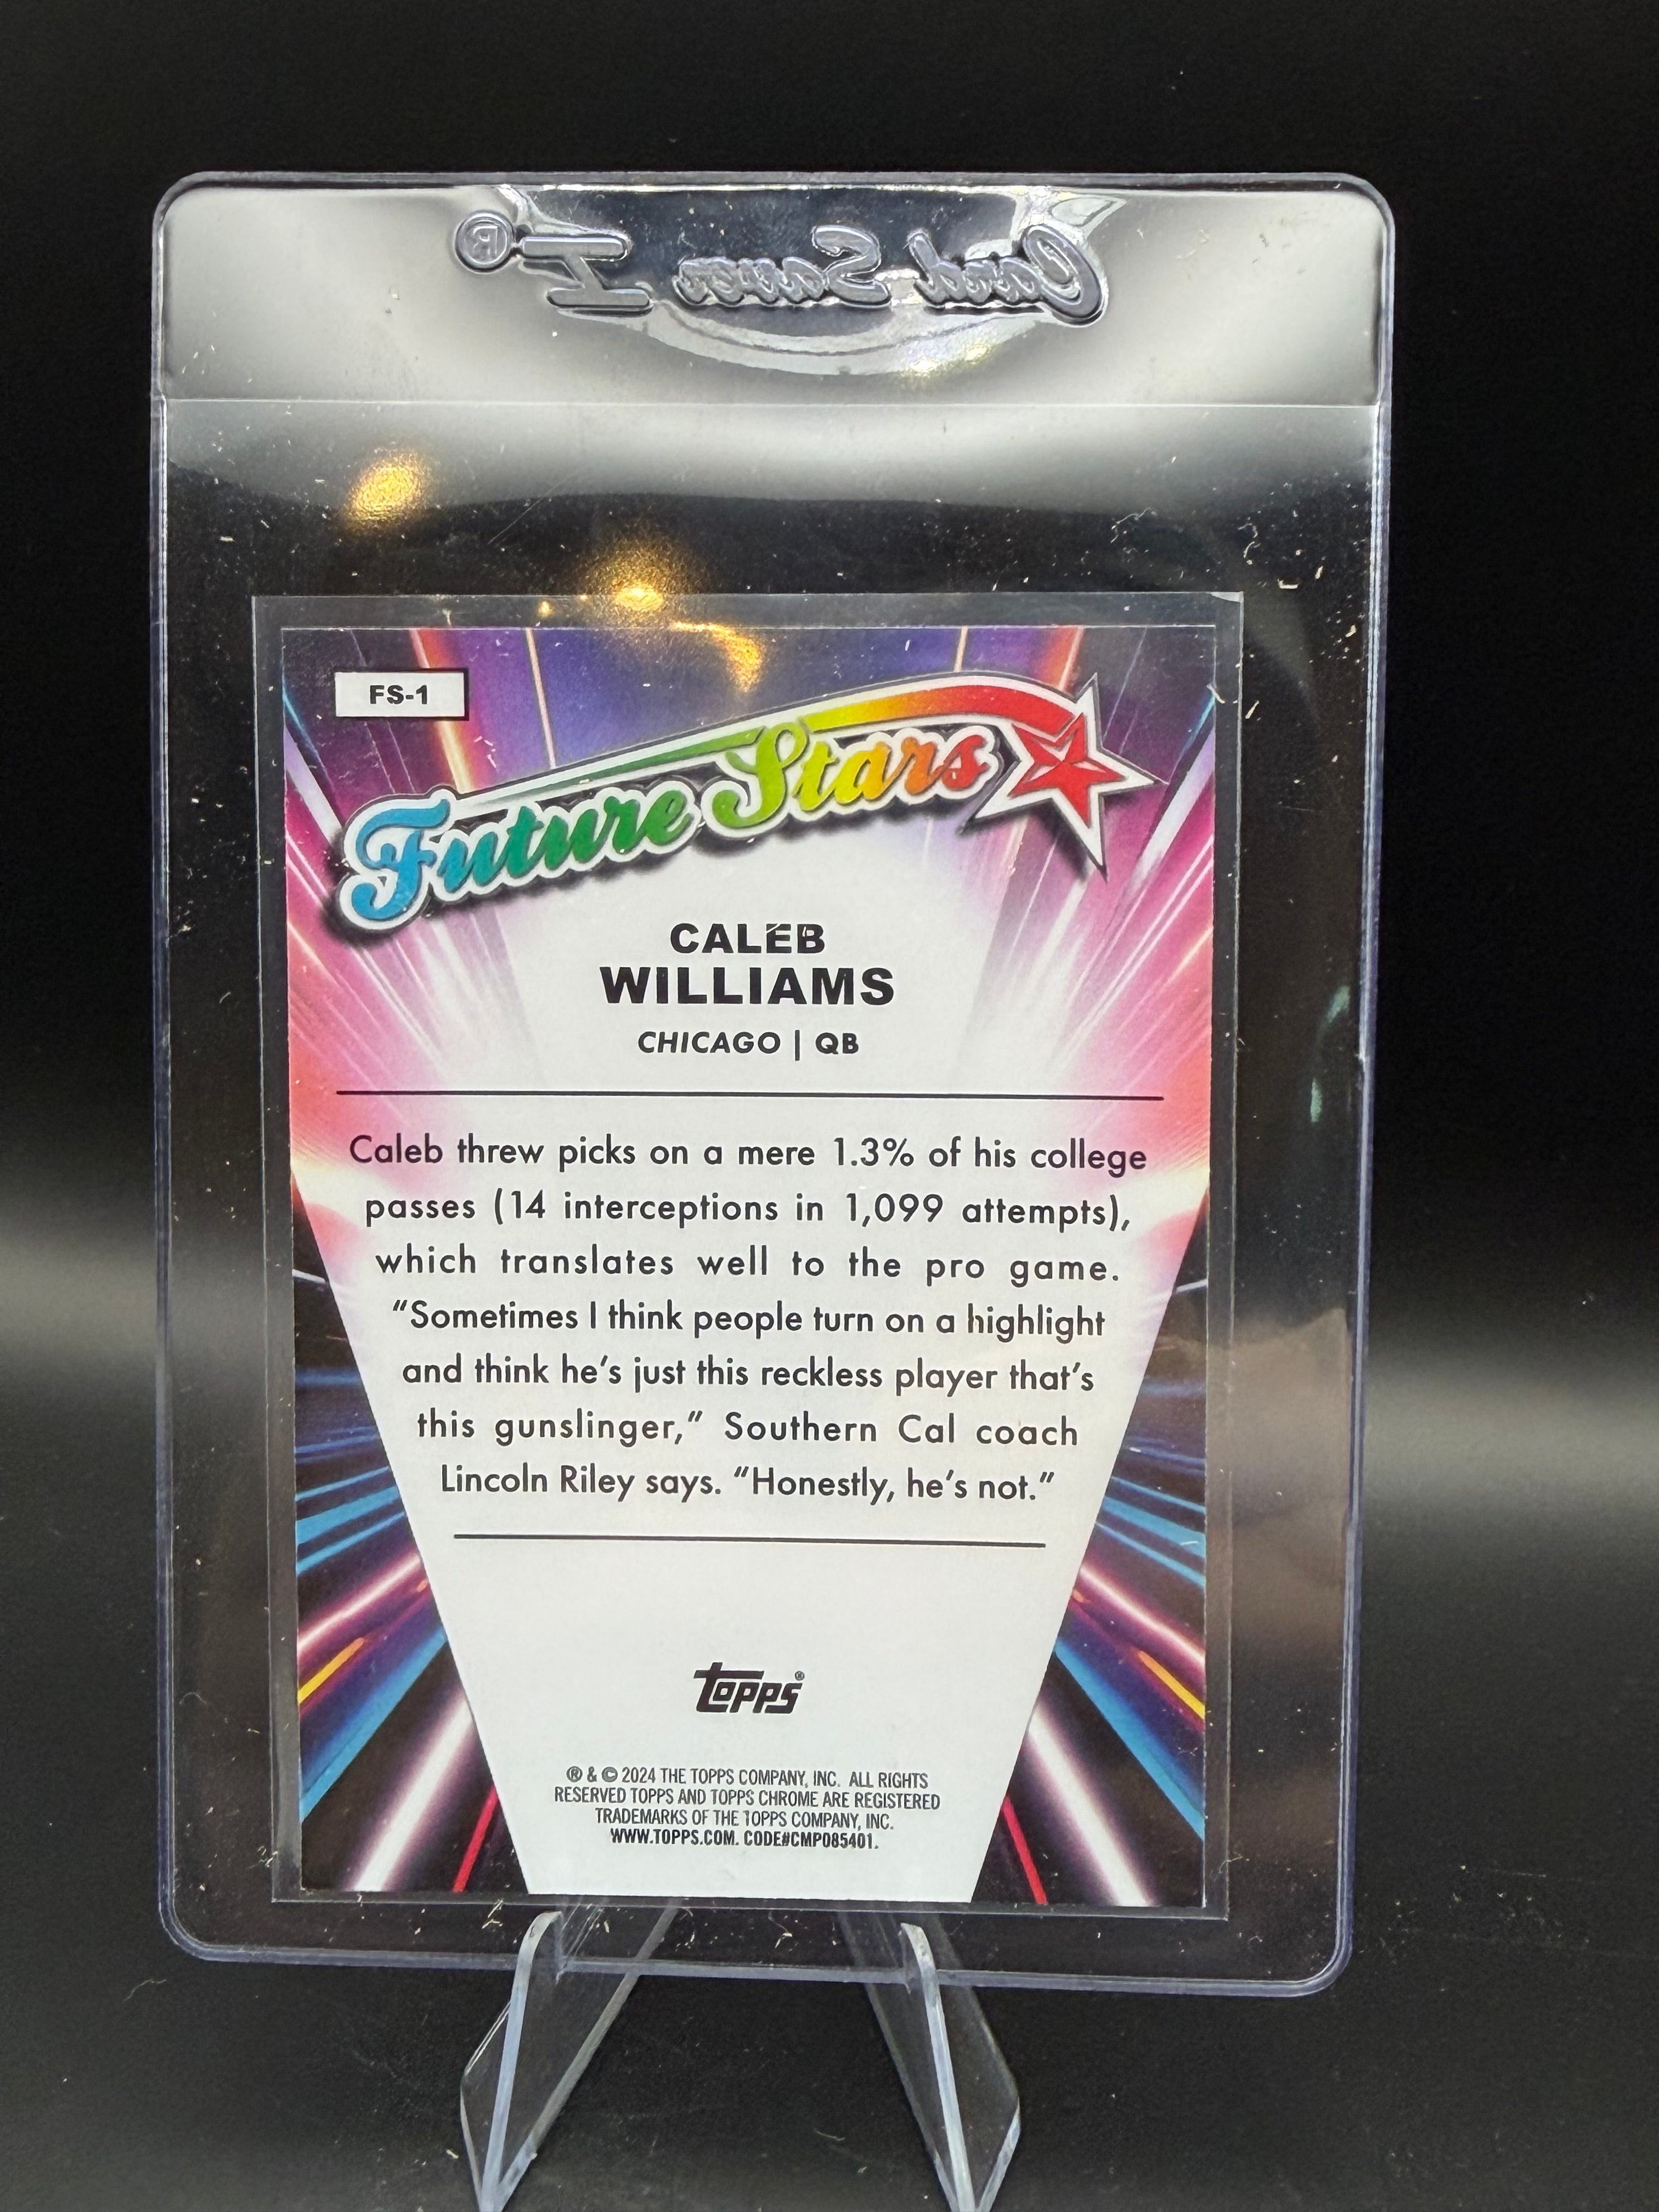 Card Saver I®
FS-1
Future Stars
CALEB
WILLIAMS
CHICAGO | QB
Caleb threw picks on a mere 1.3% of his college
passes (14 interceptions in 1,099 attempts),
which translates well to the pro game.
“Sometimes I think people turn on a highlight
and think he’s just this reckless player that’s
this gunslinger,” Southern Cal coach
Lincoln Riley says. “Honestly, he’s not.”
Topps®
® & © 2024 THE TOPPS COMPANY, INC. ALL RIGHTS
RESERVED TOPPS AND TOPPS CHROME ARE REGISTERED
TRADEMARKS OF THE TOPPS COMPANY, INC.
WWW.TOPPS.COM. CODE#CMP085401.